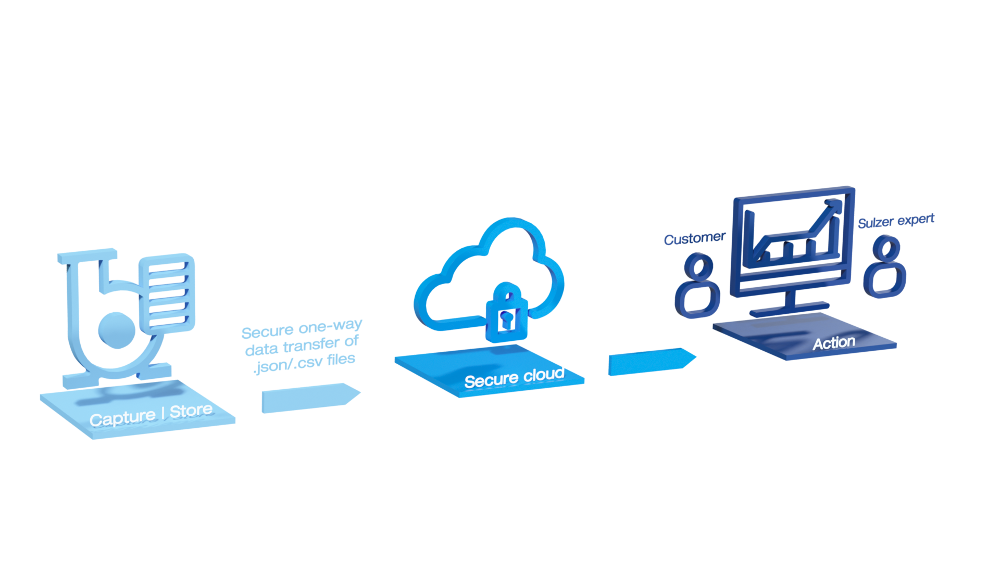 Capture | Store
Secure one-way
data transfer of
.json/.csv files
Secure cloud
Customer
Sulzer expert
Action